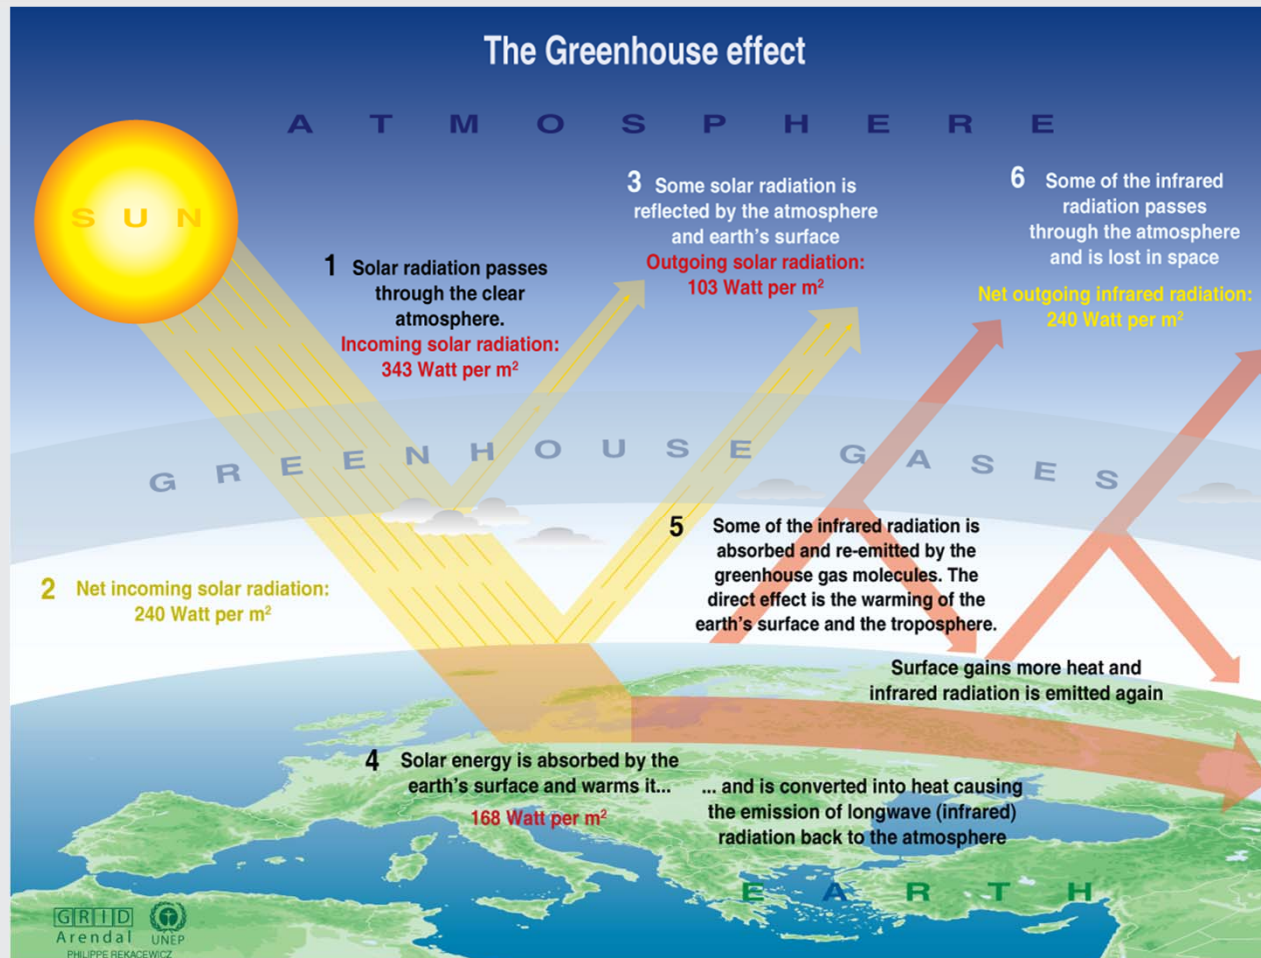 The Greenhouse effect
ATMOSPHERE
SUN
1 Solar radiation passes
through the clear
atmosphere.
Incoming solar radiation:
343 Watt per m²
3 Some solar radiation is
reflected by the atmosphere
and earth's surface
Outgoing solar radiation:
103 Watt per m²
6 Some of the infrared
radiation passes
through the atmosphere
and is lost in space
Net outgoing infrared radiation:
240 Watt per m²
GREENHOUSE GASES
2 Net incoming solar radiation:
240 Watt per m²
5 Some of the infrared radiation is
absorbed and re-emitted by the
greenhouse gas molecules. The
direct effect is the warming of the
earth's surface and the troposphere.
Surface gains more heat and
infrared radiation is emitted again
4 Solar energy is absorbed by the
earth's surface and warms it...
168 Watt per m²
... and is converted into heat causing
the emission of longwave (infrared)
radiation back to the atmosphere
EARTH
GRID
Arendal UNEP
PHILIPPE REKACEWICZ